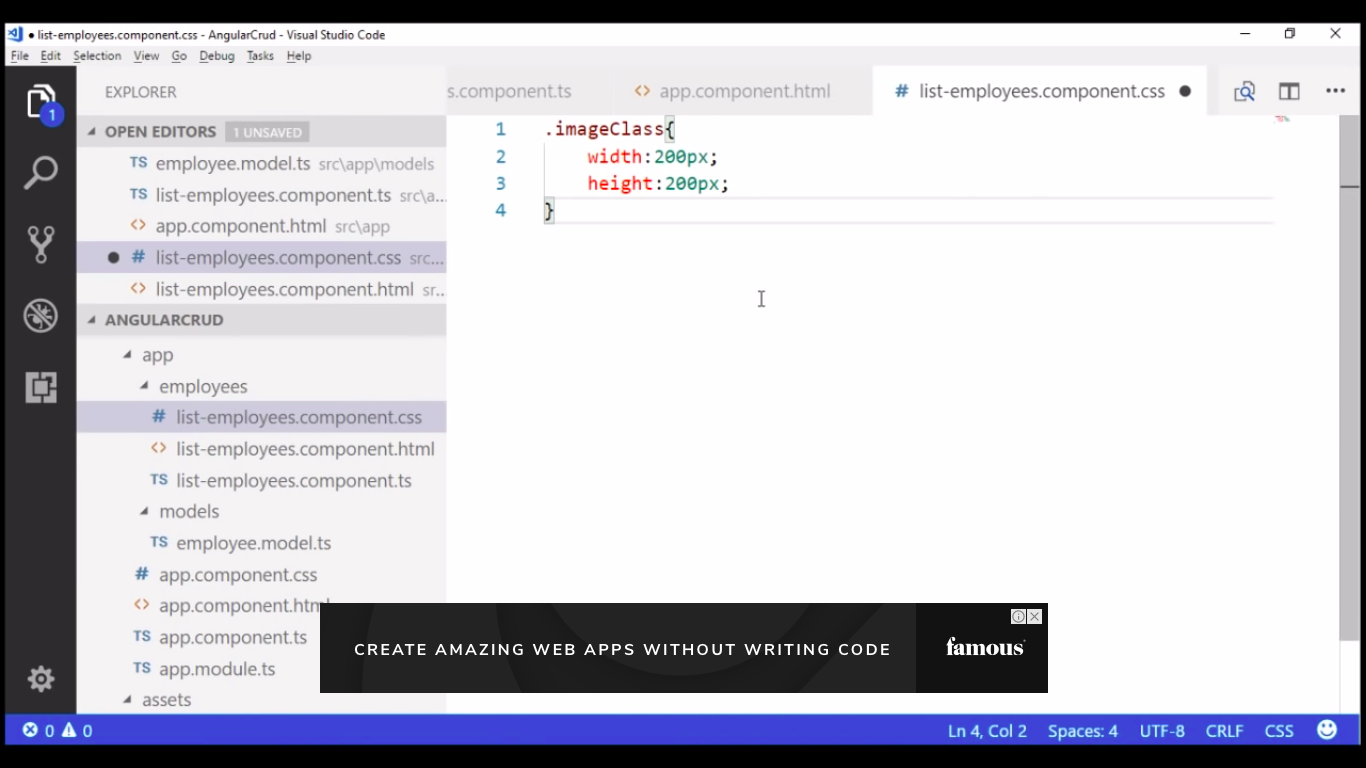 ● list-employees.component.css - AngularCrud - Visual Studio Code
File Edit Selection View Go Debug Tasks Help
EXPLORER
s.component.ts <> app.component.html # list-employees.component.css ●
1
OPEN EDITORS 1 UNSAVED
TS employee.model.ts src\app\models
TS list-employees.component.ts src\a...
<> app.component.html src\app
● # list-employees.component.css src...
<> list-employees.component.html sr...
ANGULARCRUD
app
employees
# list-employees.component.css
<> list-employees.component.html
TS list-employees.component.ts
models
TS employee.model.ts
# app.component.css
<> app.component.html
TS app.component.ts
TS app.module.ts
assets
1 .imageClass{
2 width:200px;
3 height:200px;
4 }
CREATE AMAZING WEB APPS WITHOUT WRITING CODE
famous
0 0 Ln 4, Col 2 Spaces: 4 UTF-8 CRLF CSS